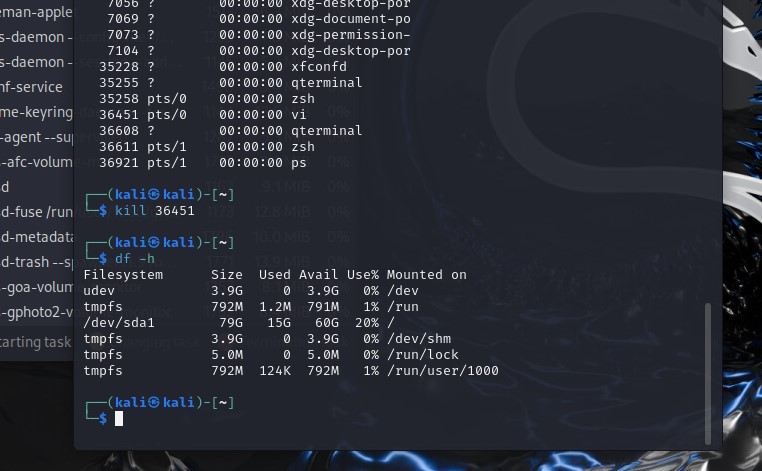 7056 ?        00:00:00 xdg-desktop-por
7069 ?        00:00:00 xdg-document-po
7073 ?        00:00:00 xdg-permission-
7104 ?        00:00:00 xdg-desktop-por
35228 ?        00:00:00 xfconfd
35255 ?        00:00:00 qterminal
35258 pts/0    00:00:00 zsh
36451 pts/0    00:00:00 vi
36608 ?        00:00:00 qterminal
36611 pts/1    00:00:00 zsh
36921 pts/1    00:00:00 ps
┌──(kali㉿kali)-[~]
└─$ kill 36451
┌──(kali㉿kali)-[~]
└─$ df -h
Filesystem      Size  Used Avail Use% Mounted on
udev            3.9G     0  3.9G   0% /dev
tmpfs           792M  1.2M  791M   1% /run
/dev/sda1        79G   15G   60G  20% /
tmpfs           3.9G     0  3.9G   0% /dev/shm
tmpfs           5.0M     0  5.0M   0% /run/lock
tmpfs           792M  124K  792M   1% /run/user/1000
┌──(kali㉿kali)-[~]
└─$
eman-apple
s-daemon -
s-daemon -
nf-service
me-keyring-da
-agent --sup
s-afc-volum
sd
sd-fuse /run
sd-metadata
sd-trash --sp
s-goa-volum
s-gphoto2-v
tarting task